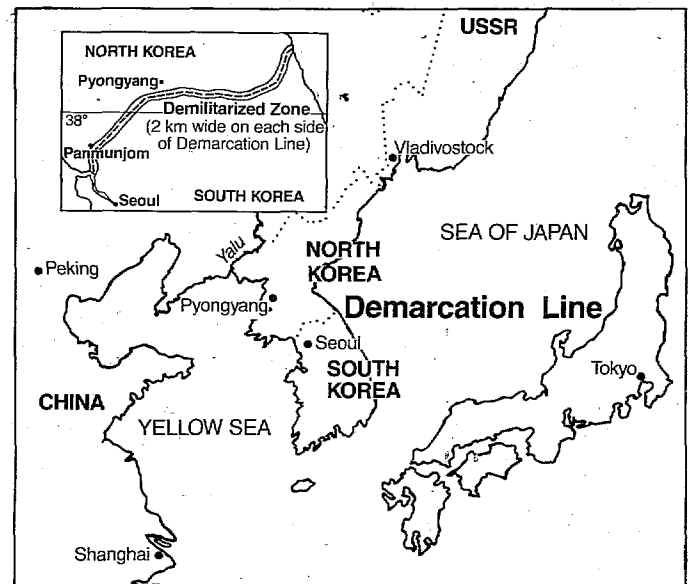 USSR
NORTH KOREA
Pyongyang
Demilitarized Zone
38°
(2 km wide on each side
of Demarcation Line)
Panmunjom
Seoul
SOUTH KOREA
Vladivostock
SEA OF JAPAN
Yalu
NORTH
KOREA
Peking
Pyongyang
Demarcation Line
Seoul
SOUTH
KOREA
Tokyo
CHINA
YELLOW SEA
Shanghai